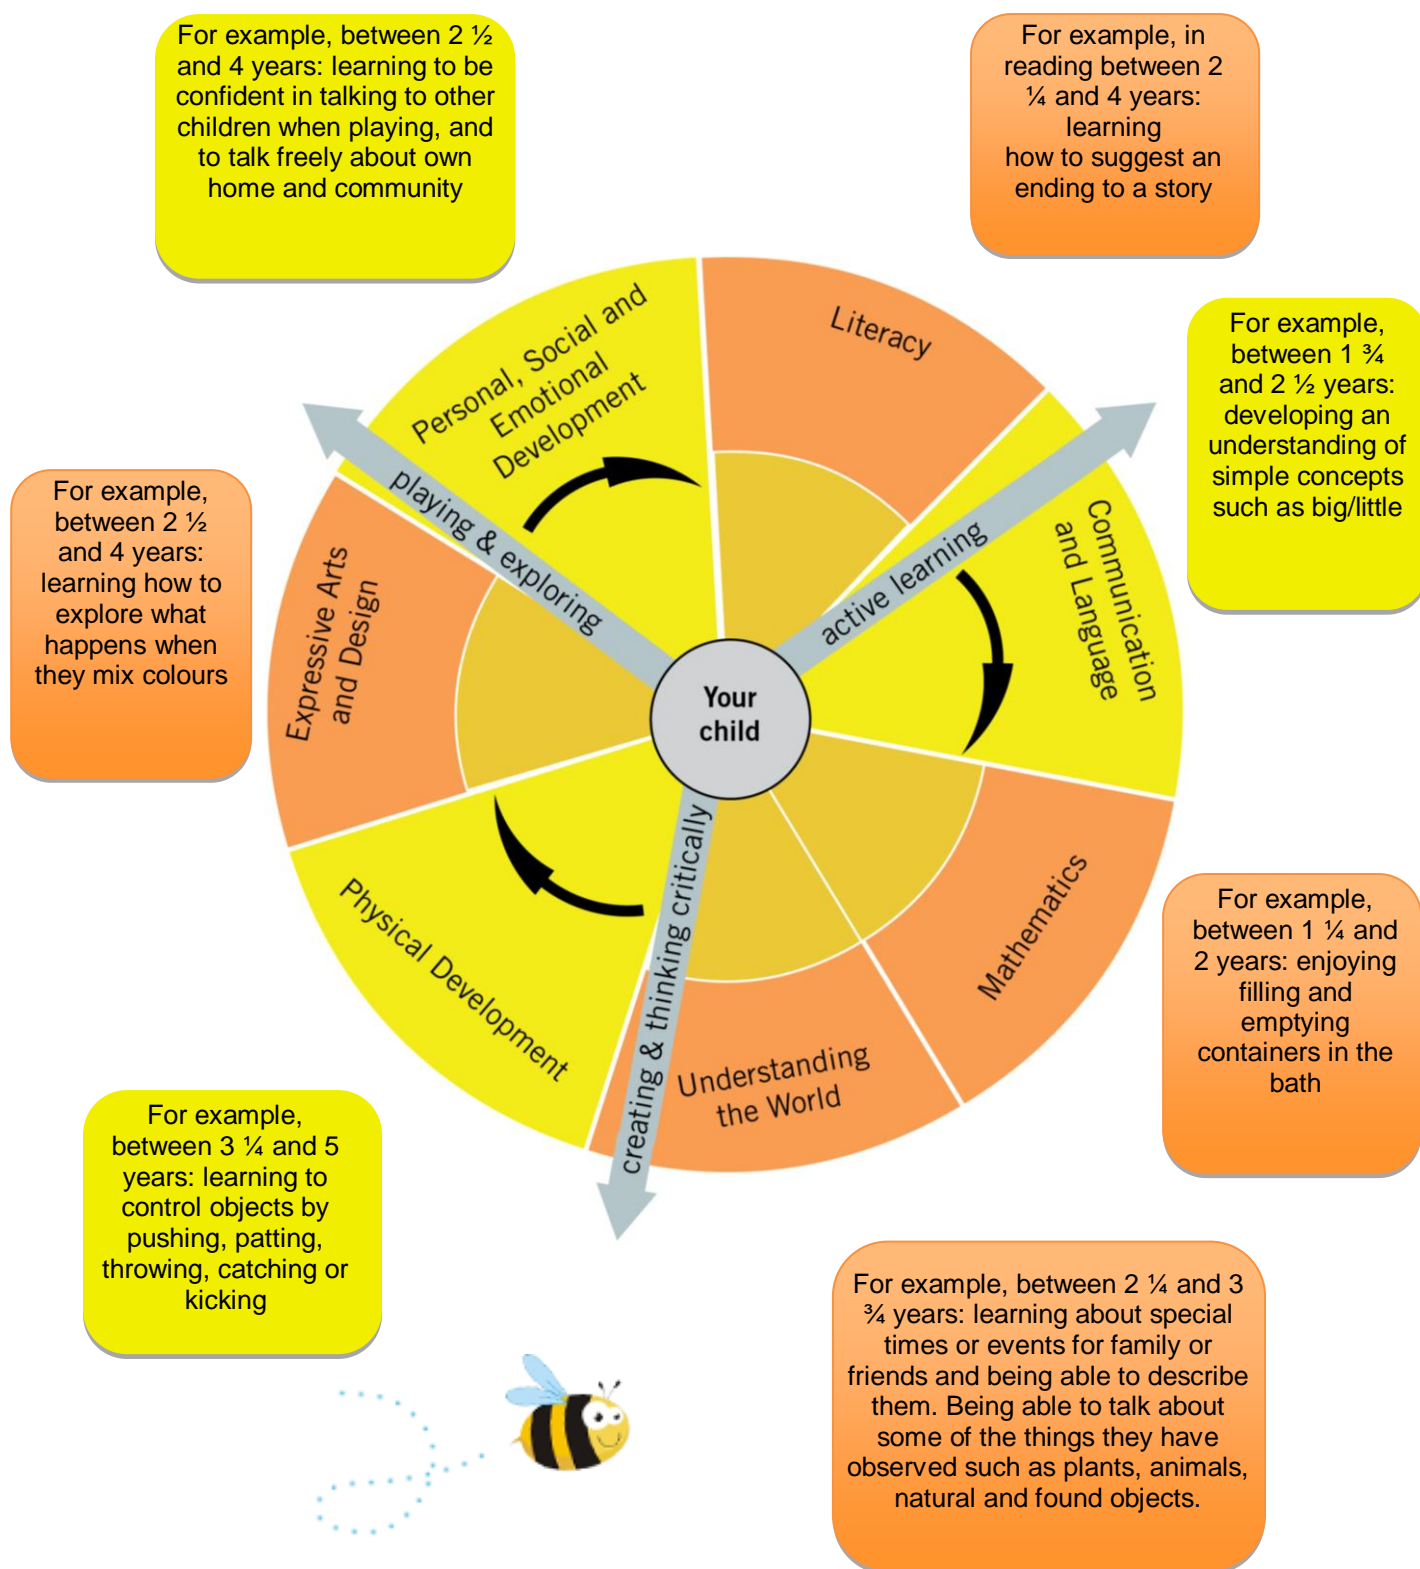 For example, between 2 ½
and 4 years: learning to be
confident in talking to other
children when playing, and
to talk freely about own
home and community
For example, in
reading between 2
¼ and 4 years:
learning
how to suggest an
ending to a story
For example,
between 1 ¾
and 2 ½ years:
developing an
understanding of
simple concepts
such as big/little
For example,
between 2 ½
and 4 years:
learning how to
explore what
happens when
they mix colours
Personal, Social and
Emotional
Development
Literacy
Communication
and Language
Expressive Arts
and Design
playing & exploring
active learning
Your
child
creating & thinking critically
Physical Development
Understanding
the World
Mathematics
For example,
between 1 ¼ and
2 years: enjoying
filling and
emptying
containers in the
bath
For example,
between 3 ¼ and 5
years: learning to
control objects by
pushing, patting,
throwing, catching or
kicking
For example, between 2 ¼ and 3
¾ years: learning about special
times or events for family or
friends and being able to describe
them. Being able to talk about
some of the things they have
observed such as plants, animals,
natural and found objects.